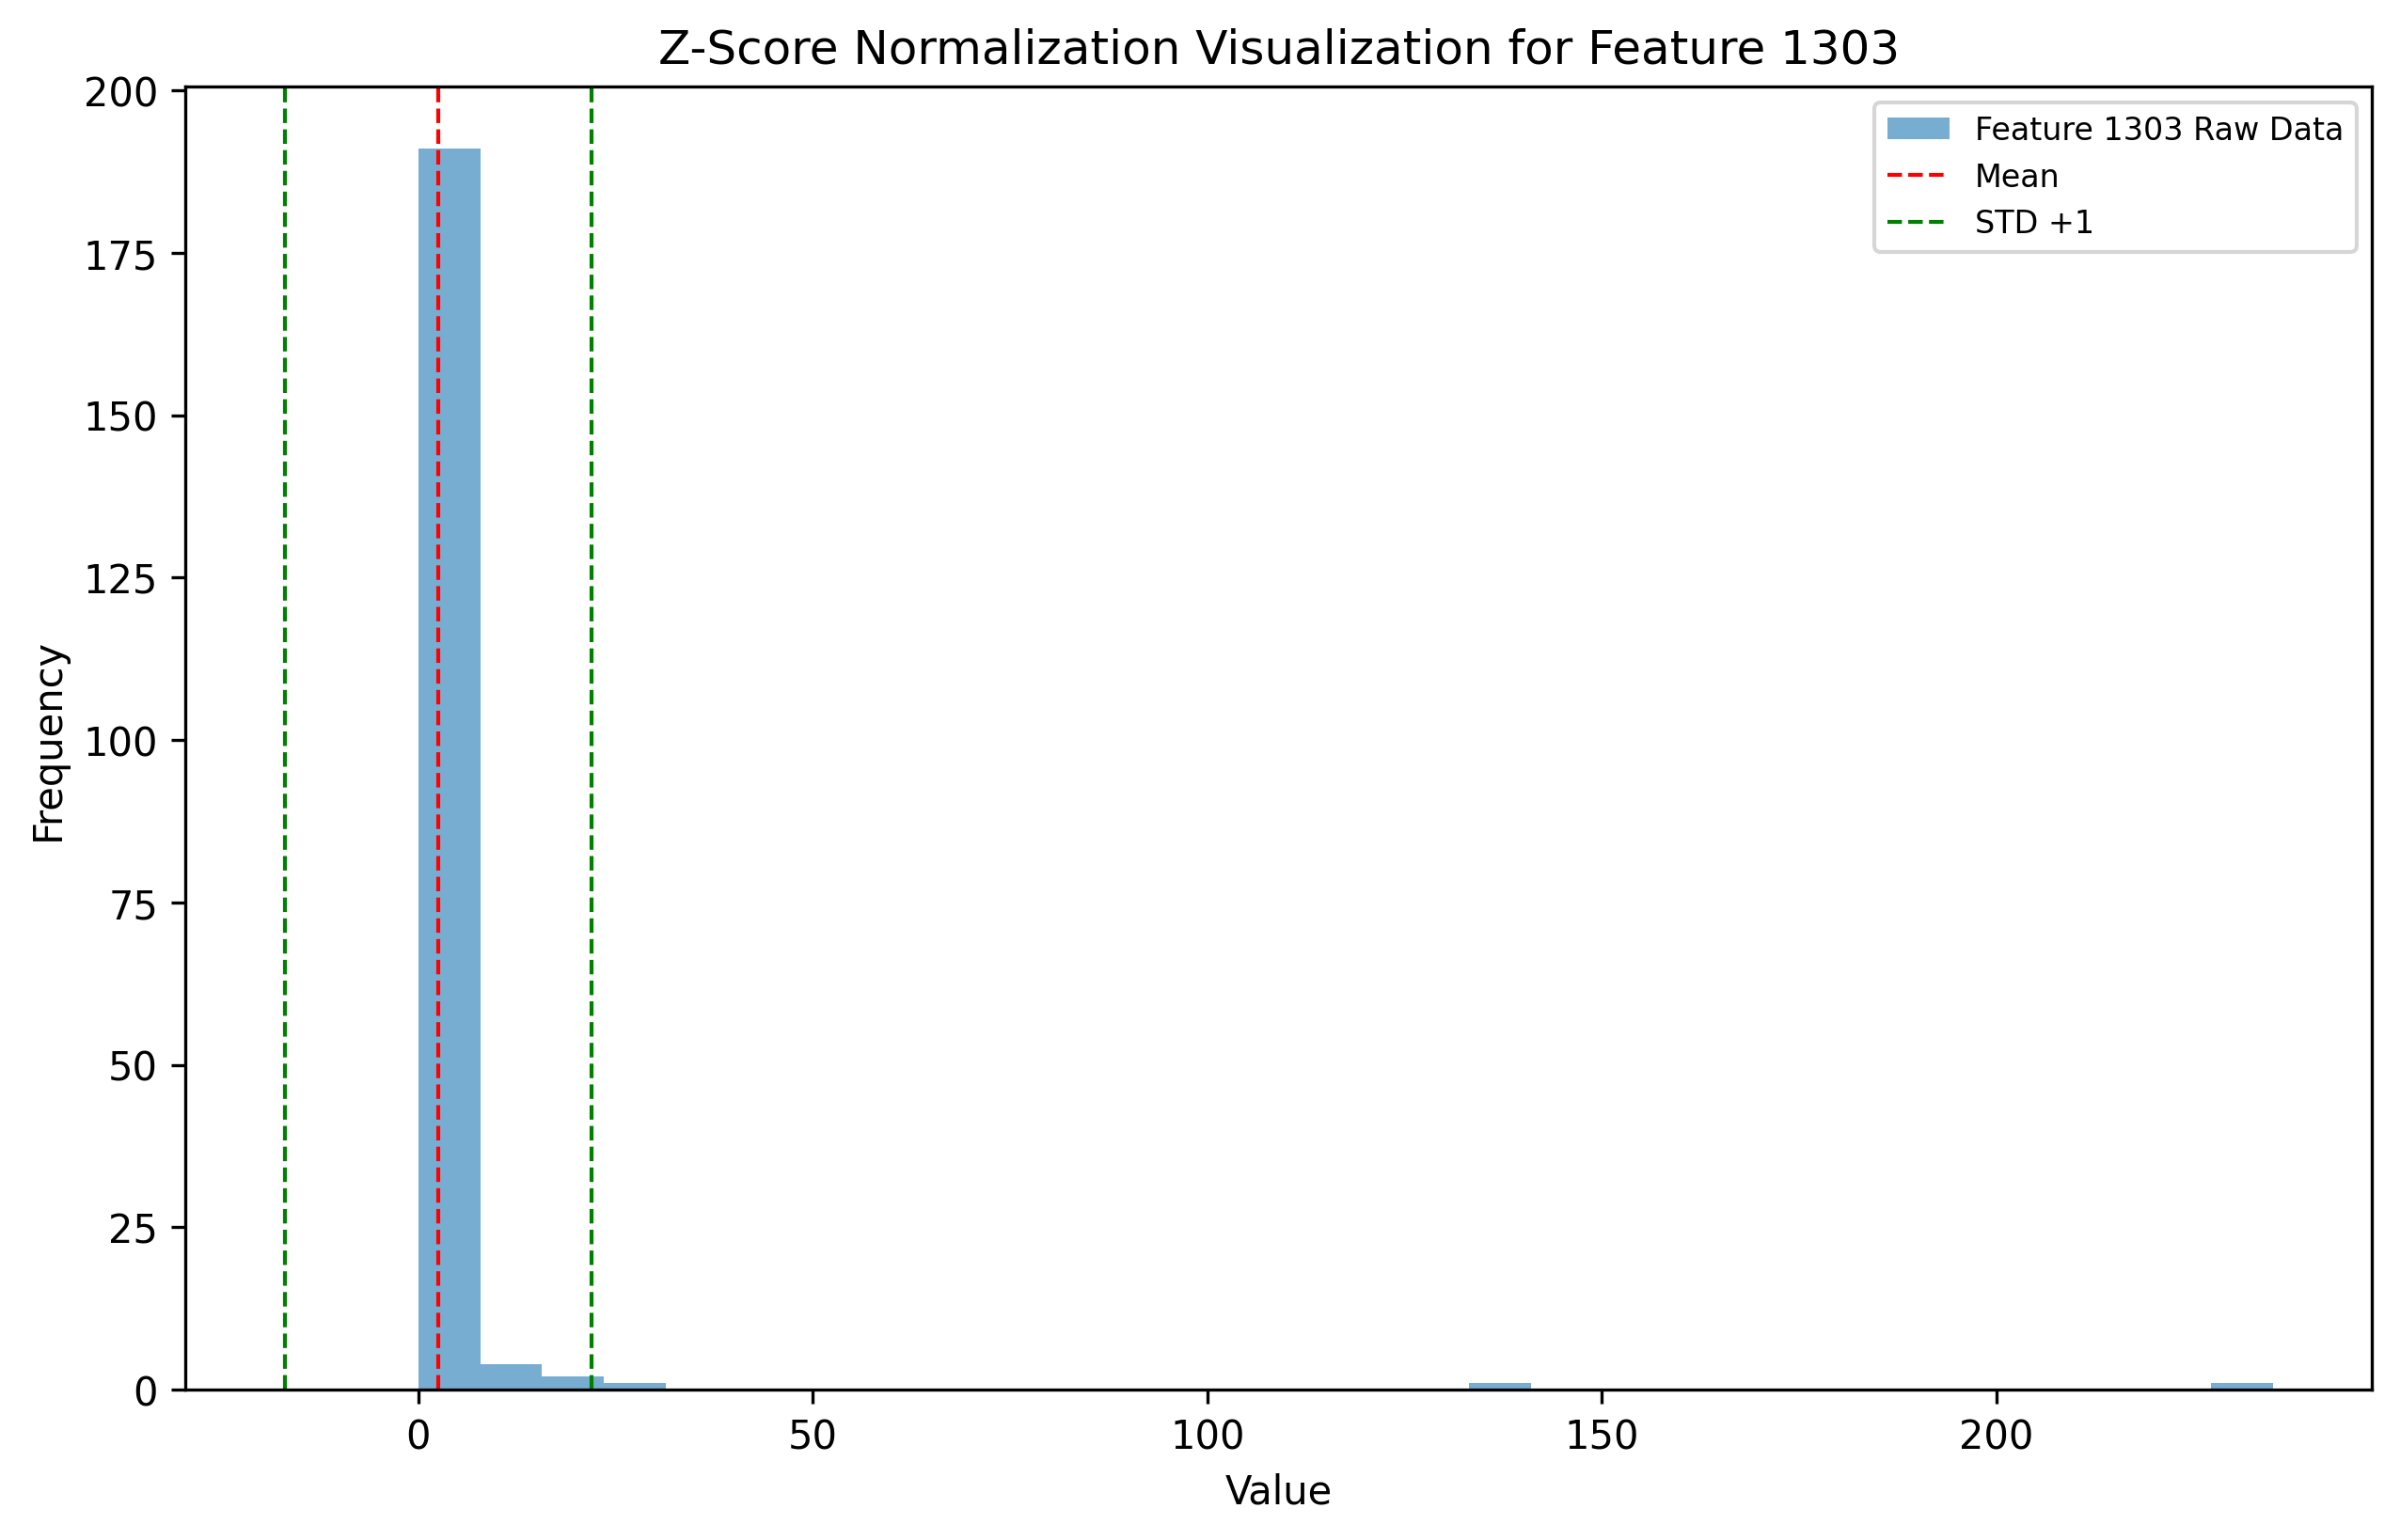 Z-Score Normalization Visualization for Feature 1303
Feature 1303 Raw Data
Mean
STD +1
200
175
150
125
100
75
50
25
0
Frequency
0 50 100 150 200
Value